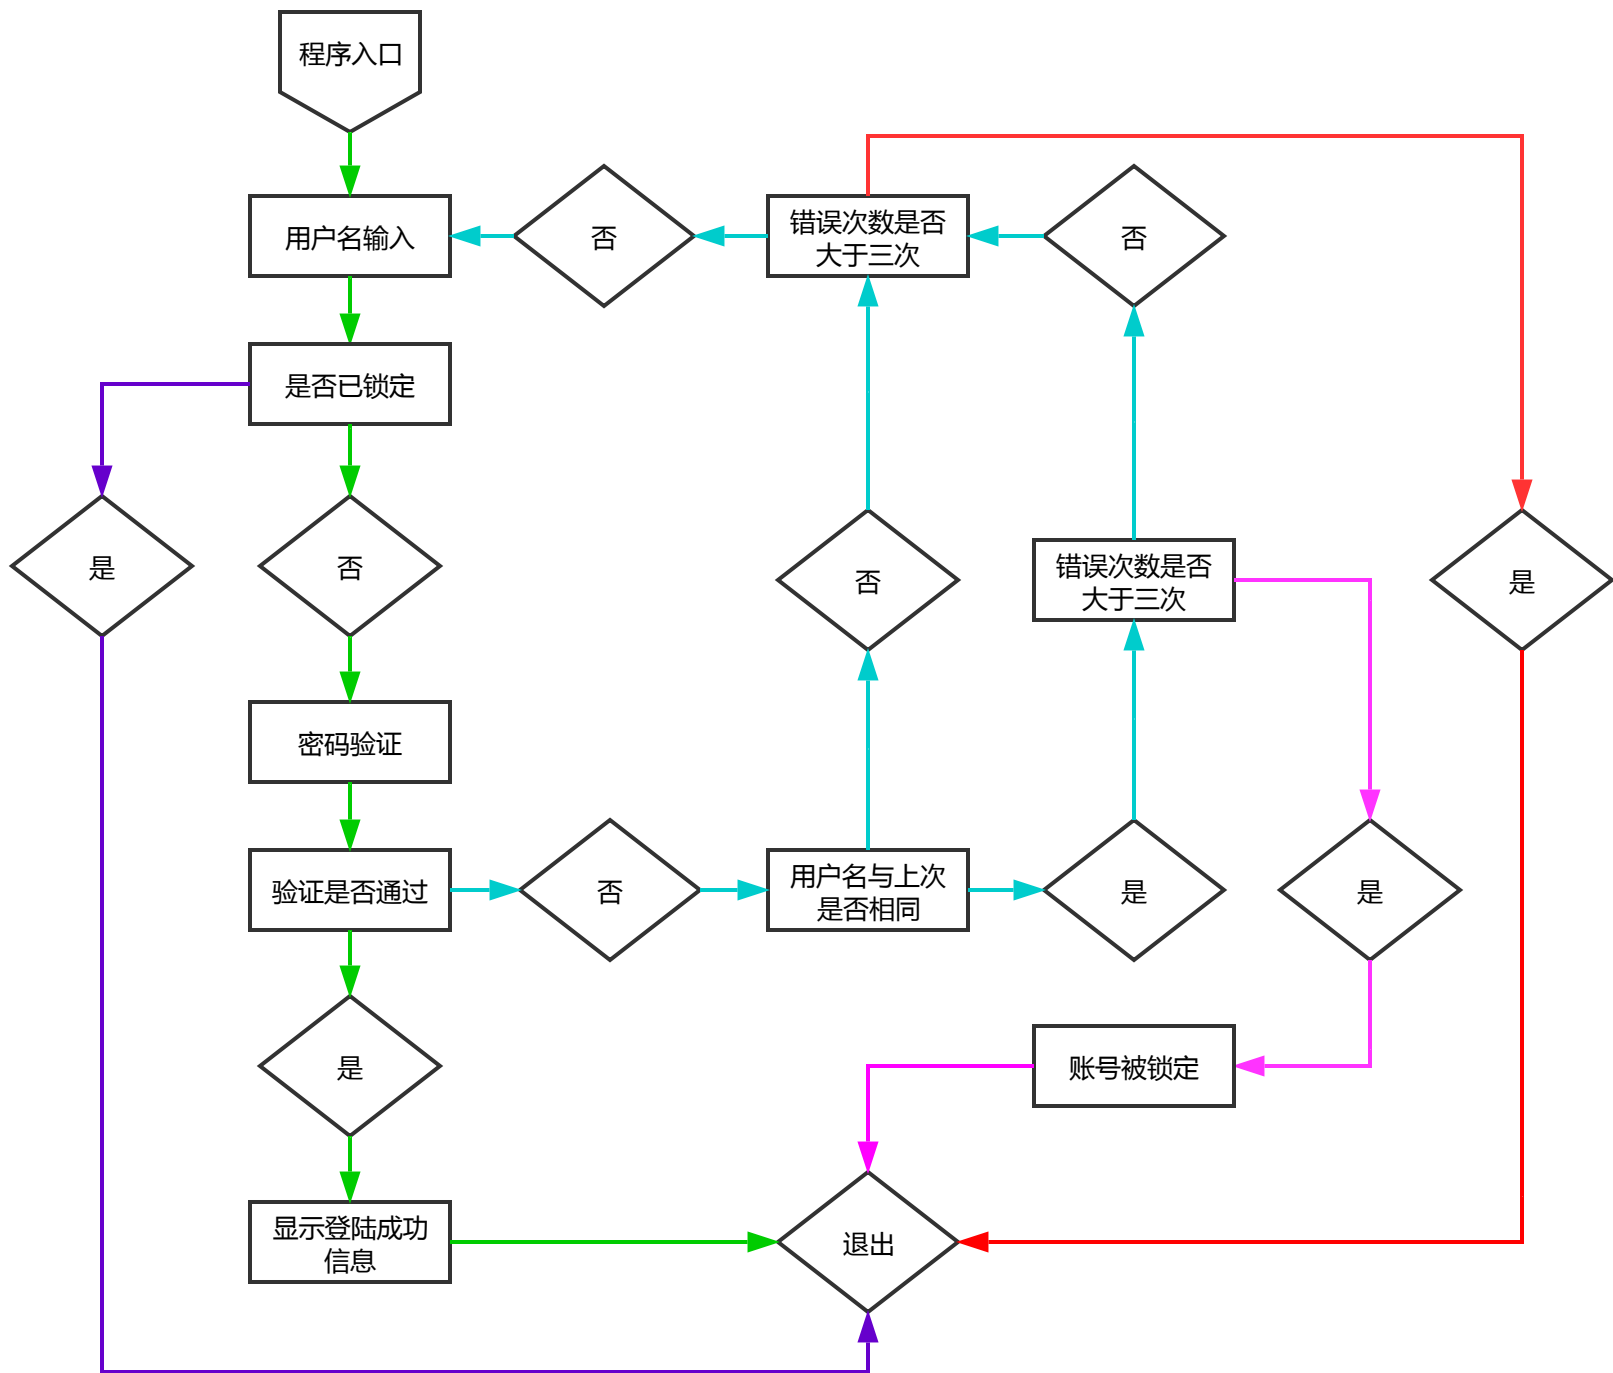 程序入口
用户名输入
否
错误次数是否
大于三次
否
是否已锁定
是
否
否
错误次数是否
大于三次
是
密码验证
验证是否通过
否
用户名与上次
是否相同
是
是
是
账号被锁定
显示登陆成功
信息
退出